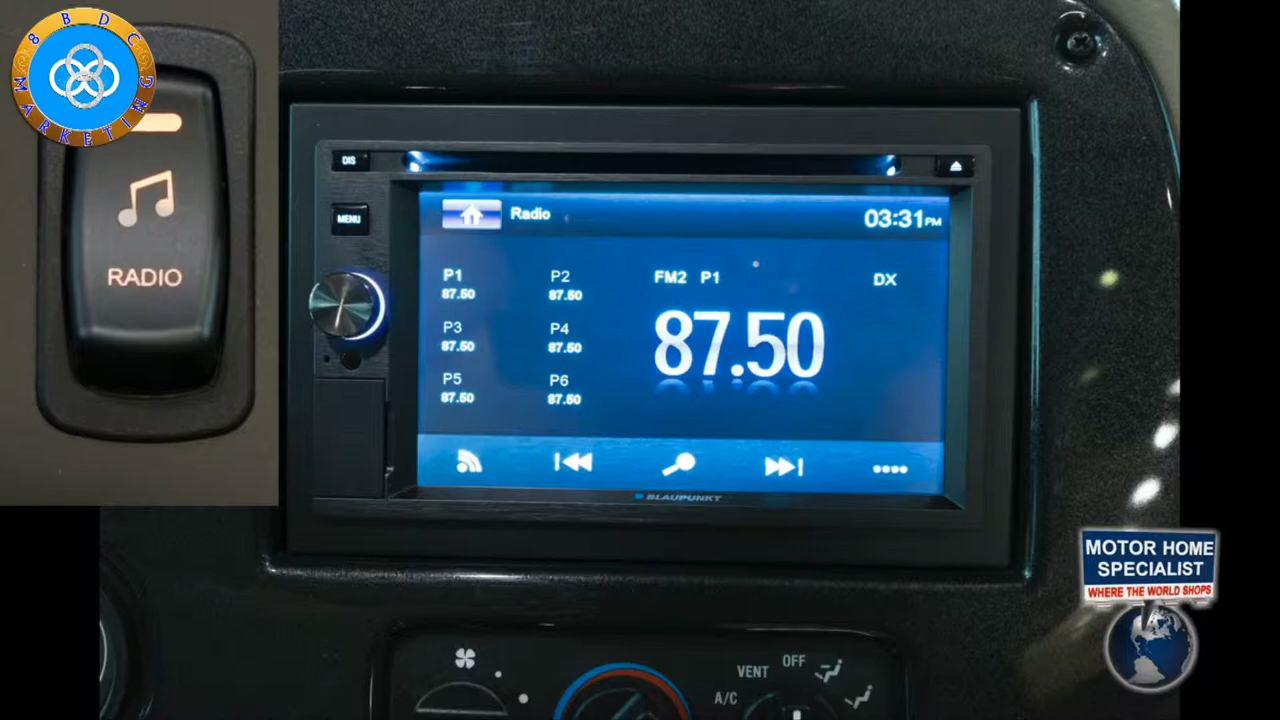 8BDC
MARKETING
RADIO
DIS
MENU
Radio
03:31PM
P1
87.50
P2
87.50
P3
87.50
P4
87.50
P5
87.50
P6
87.50
FM2 P1
DX
87.50
BLAUPUNKT
MOTOR HOME
SPECIALIST
WHERE THE WORLD SHOPS
A/C
VENT
OFF